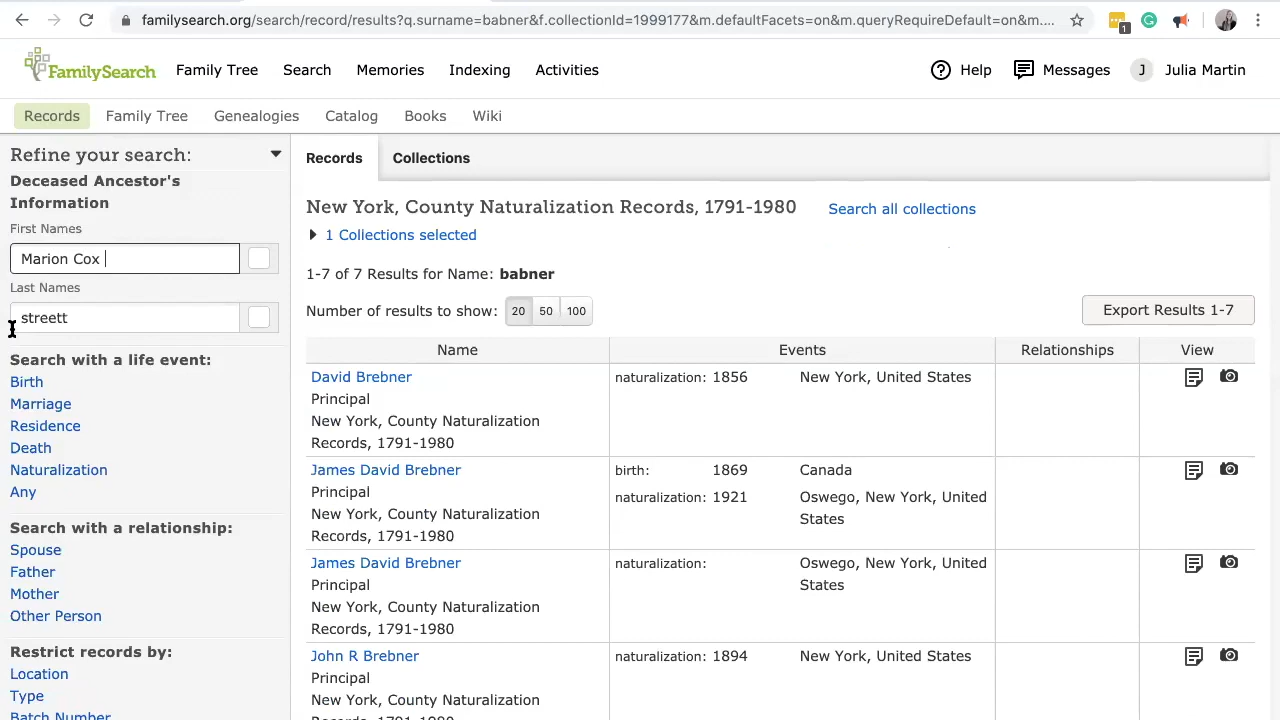 familysearch.org/search/record/results?q.surname=babner&f.collectionId=1999177&m.defaultFacets=on&m.queryRequireDefault=on&m....
1
FamilySearch Family Tree Search Memories Indexing Activities Help Messages J Julia Martin
Records Family Tree Genealogies Catalog Books Wiki
Refine your search:
Deceased Ancestor's
Information
First Names
Marion Cox
Last Names
streett
Search with a life event:
Birth
Marriage
Residence
Death
Naturalization
Any
Search with a relationship:
Spouse
Father
Mother
Other Person
Restrict records by:
Location
Type
Batch Number
Records Collections
New York, County Naturalization Records, 1791-1980 Search all collections
1 Collections selected
1-7 of 7 Results for Name: babner
Number of results to show: 20 50 100 Export Results 1-7
Name Events Relationships View
David Brebner naturalization: 1856 New York, United States
Principal
New York, County Naturalization
Records, 1791-1980
James David Brebner birth: 1869 Canada
Principal naturalization: 1921 Oswego, New York, United
New York, County Naturalization States
Records, 1791-1980
James David Brebner naturalization: Oswego, New York, United
Principal States
New York, County Naturalization
Records, 1791-1980
John R Brebner naturalization: 1894 New York, United States
Principal
New York, County Naturalization
Records, 1791-1980